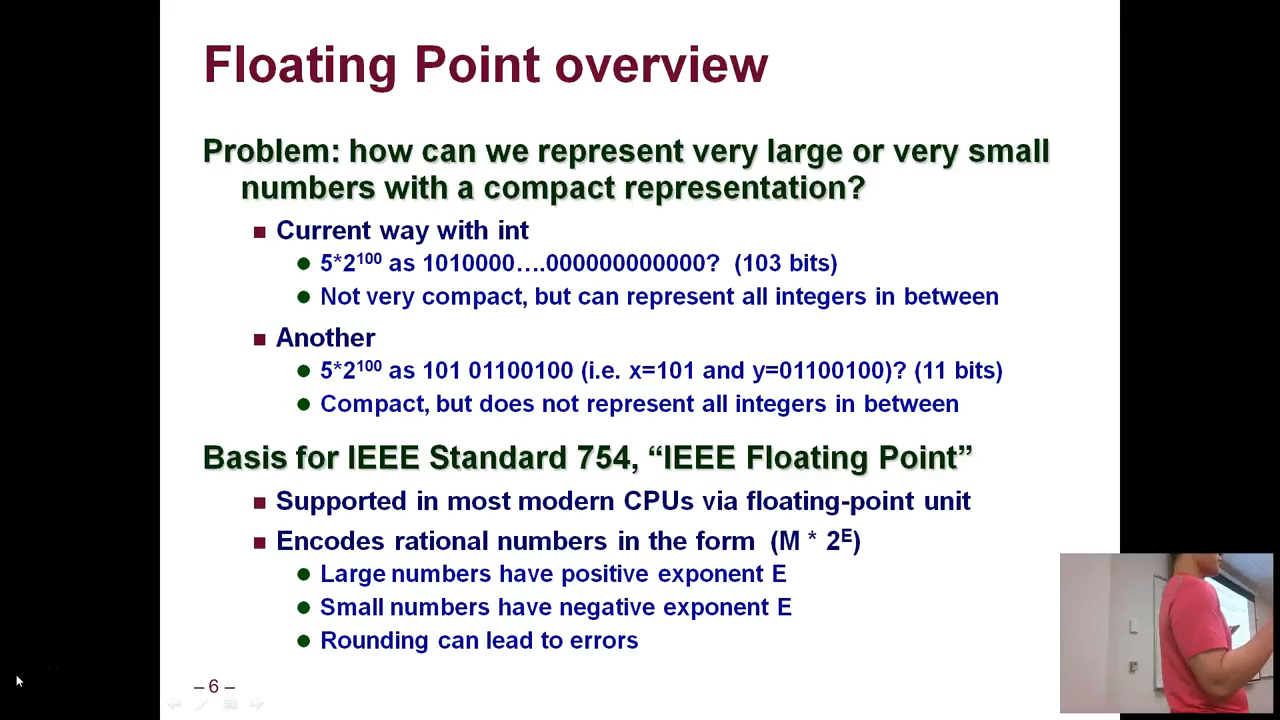 Floating Point overview
Problem: how can we represent very large or very small
numbers with a compact representation?
Current way with int
5*2¹⁰⁰ as 1010000….000000000000? (103 bits)
Not very compact, but can represent all integers in between
Another
5*2¹⁰⁰ as 101 01100100 (i.e. x=101 and y=01100100)? (11 bits)
Compact, but does not represent all integers in between
Basis for IEEE Standard 754, “IEEE Floating Point”
Supported in most modern CPUs via floating-point unit
Encodes rational numbers in the form (M * 2ᴱ)
Large numbers have positive exponent E
Small numbers have negative exponent E
Rounding can lead to errors
– 6 –